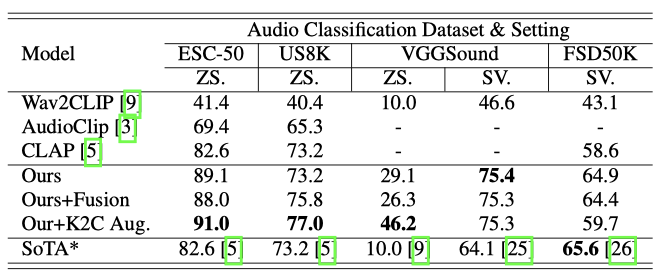 Audio Classification Dataset & Setting
Model ESC-50 US8K VGGSound FSD50K
ZS. ZS. ZS. SV. SV.
Wav2CLIP [9] 41.4 40.4 10.0 46.6 43.1
AudioClip [3] 69.4 65.3 - - -
CLAP [5] 82.6 73.2 - - 58.6
Ours 89.1 73.2 29.1 75.4 64.9
Ours+Fusion 88.0 75.8 26.3 75.3 64.4
Our+K2C Aug. 91.0 77.0 46.2 75.3 59.7
SoTA* 82.6 [5] 73.2 [5] 10.0 [9] 64.1 [25] 65.6 [26]